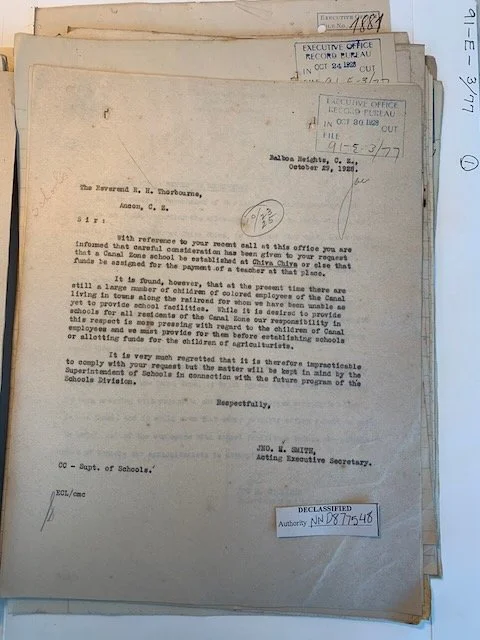 EXECUTIVE
FILE No. 1881
EXECUTIVE OFFICE
RECORD BUREAU
IN OCT 24 1928 OUT
91-E-3/77
91-E-3/77
1
EXECUTIVE OFFICE
RECORD BUREAU
IN OCT 30 1928 OUT
FILE
91-E-3/77
Balboa Heights, C. Z.,
October 29, 1928.
The Reverend R. H. Thorbourne,
Ancon, C. Z.
Sir:
With reference to your recent call at this office you are
informed that careful consideration has been given to your request
that a Canal Zone school be established at Chiva Chiva or else that
funds be assigned for the payment of a teacher at that place.
It is found, however, that at the present time there are
still a large number of children of colored employees of the Canal
living in towns along the railroad for whom we have been unable as
yet to provide school facilities. While it is desired to provide
schools for all residents of the Canal Zone our responsibility in
this respect is more pressing with regard to the children of Canal
employees and we must provide for them before establishing schools
or allotting funds for the children of agriculturists.
It is very much regretted that it is therefore impracticable
to comply with your request but the matter will be kept in mind by the
Superintendent of Schools in connection with the future program of the
Schools Division.
Respectfully,
JNO. H. SMITH,
Acting Executive Secretary.
CC - Supt. of Schools.
ECL/cmc
DECLASSIFIED
Authority NND877548